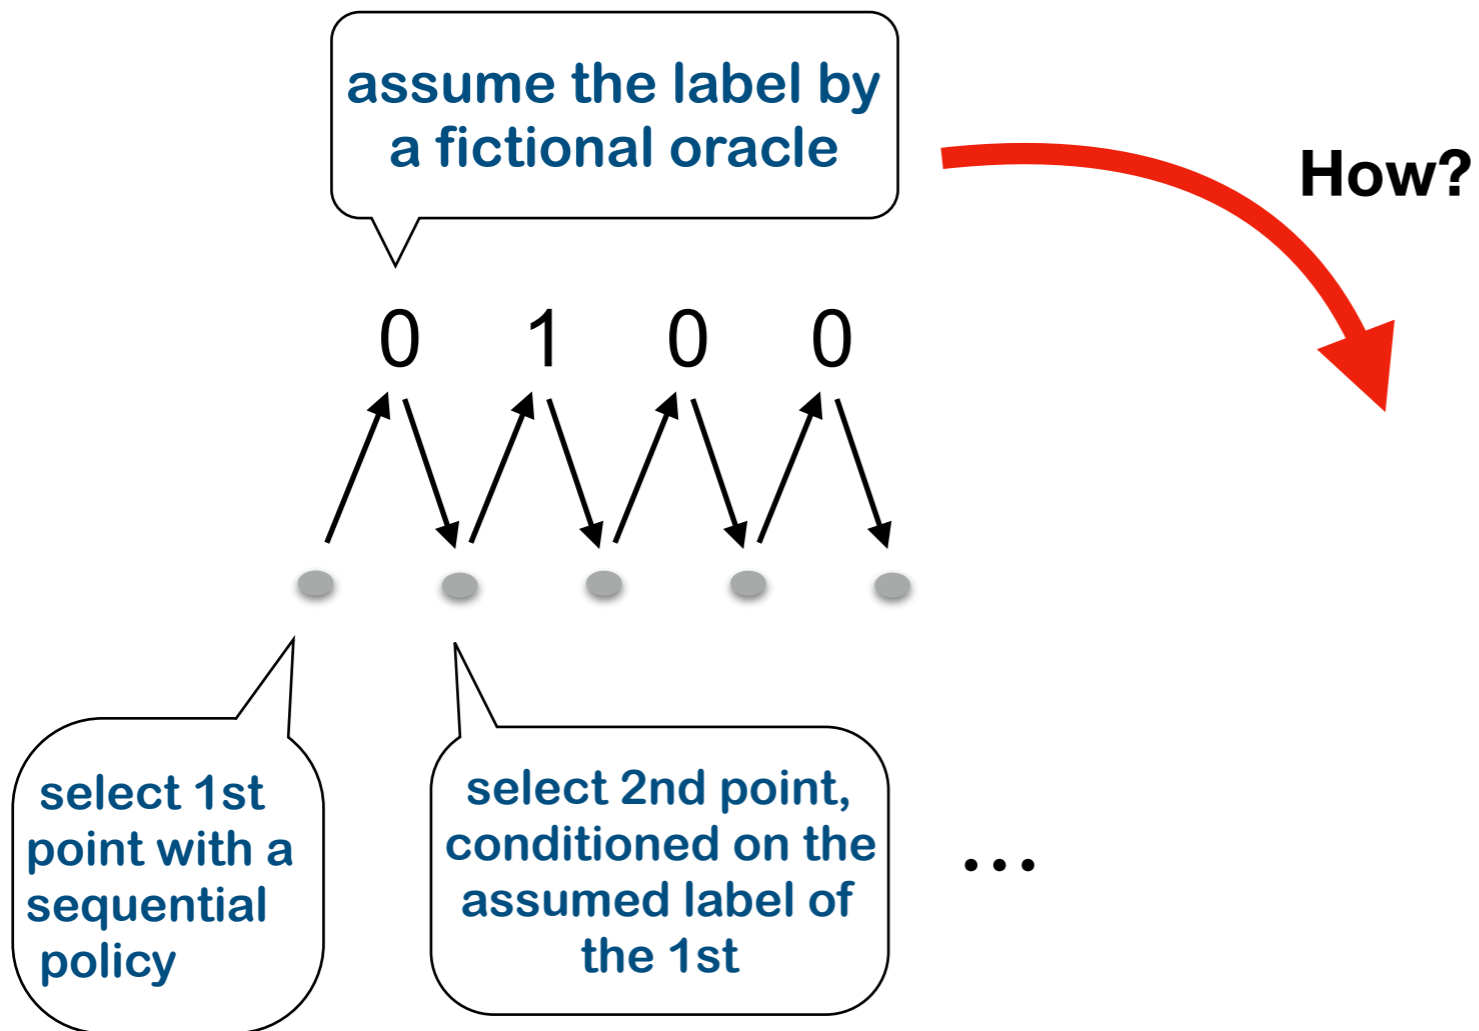 assume the label by
a fictional oracle
How?
0 1 0 0
select 1st
point with a
sequential
policy
select 2nd point,
conditioned on the
assumed label of
the 1st
...